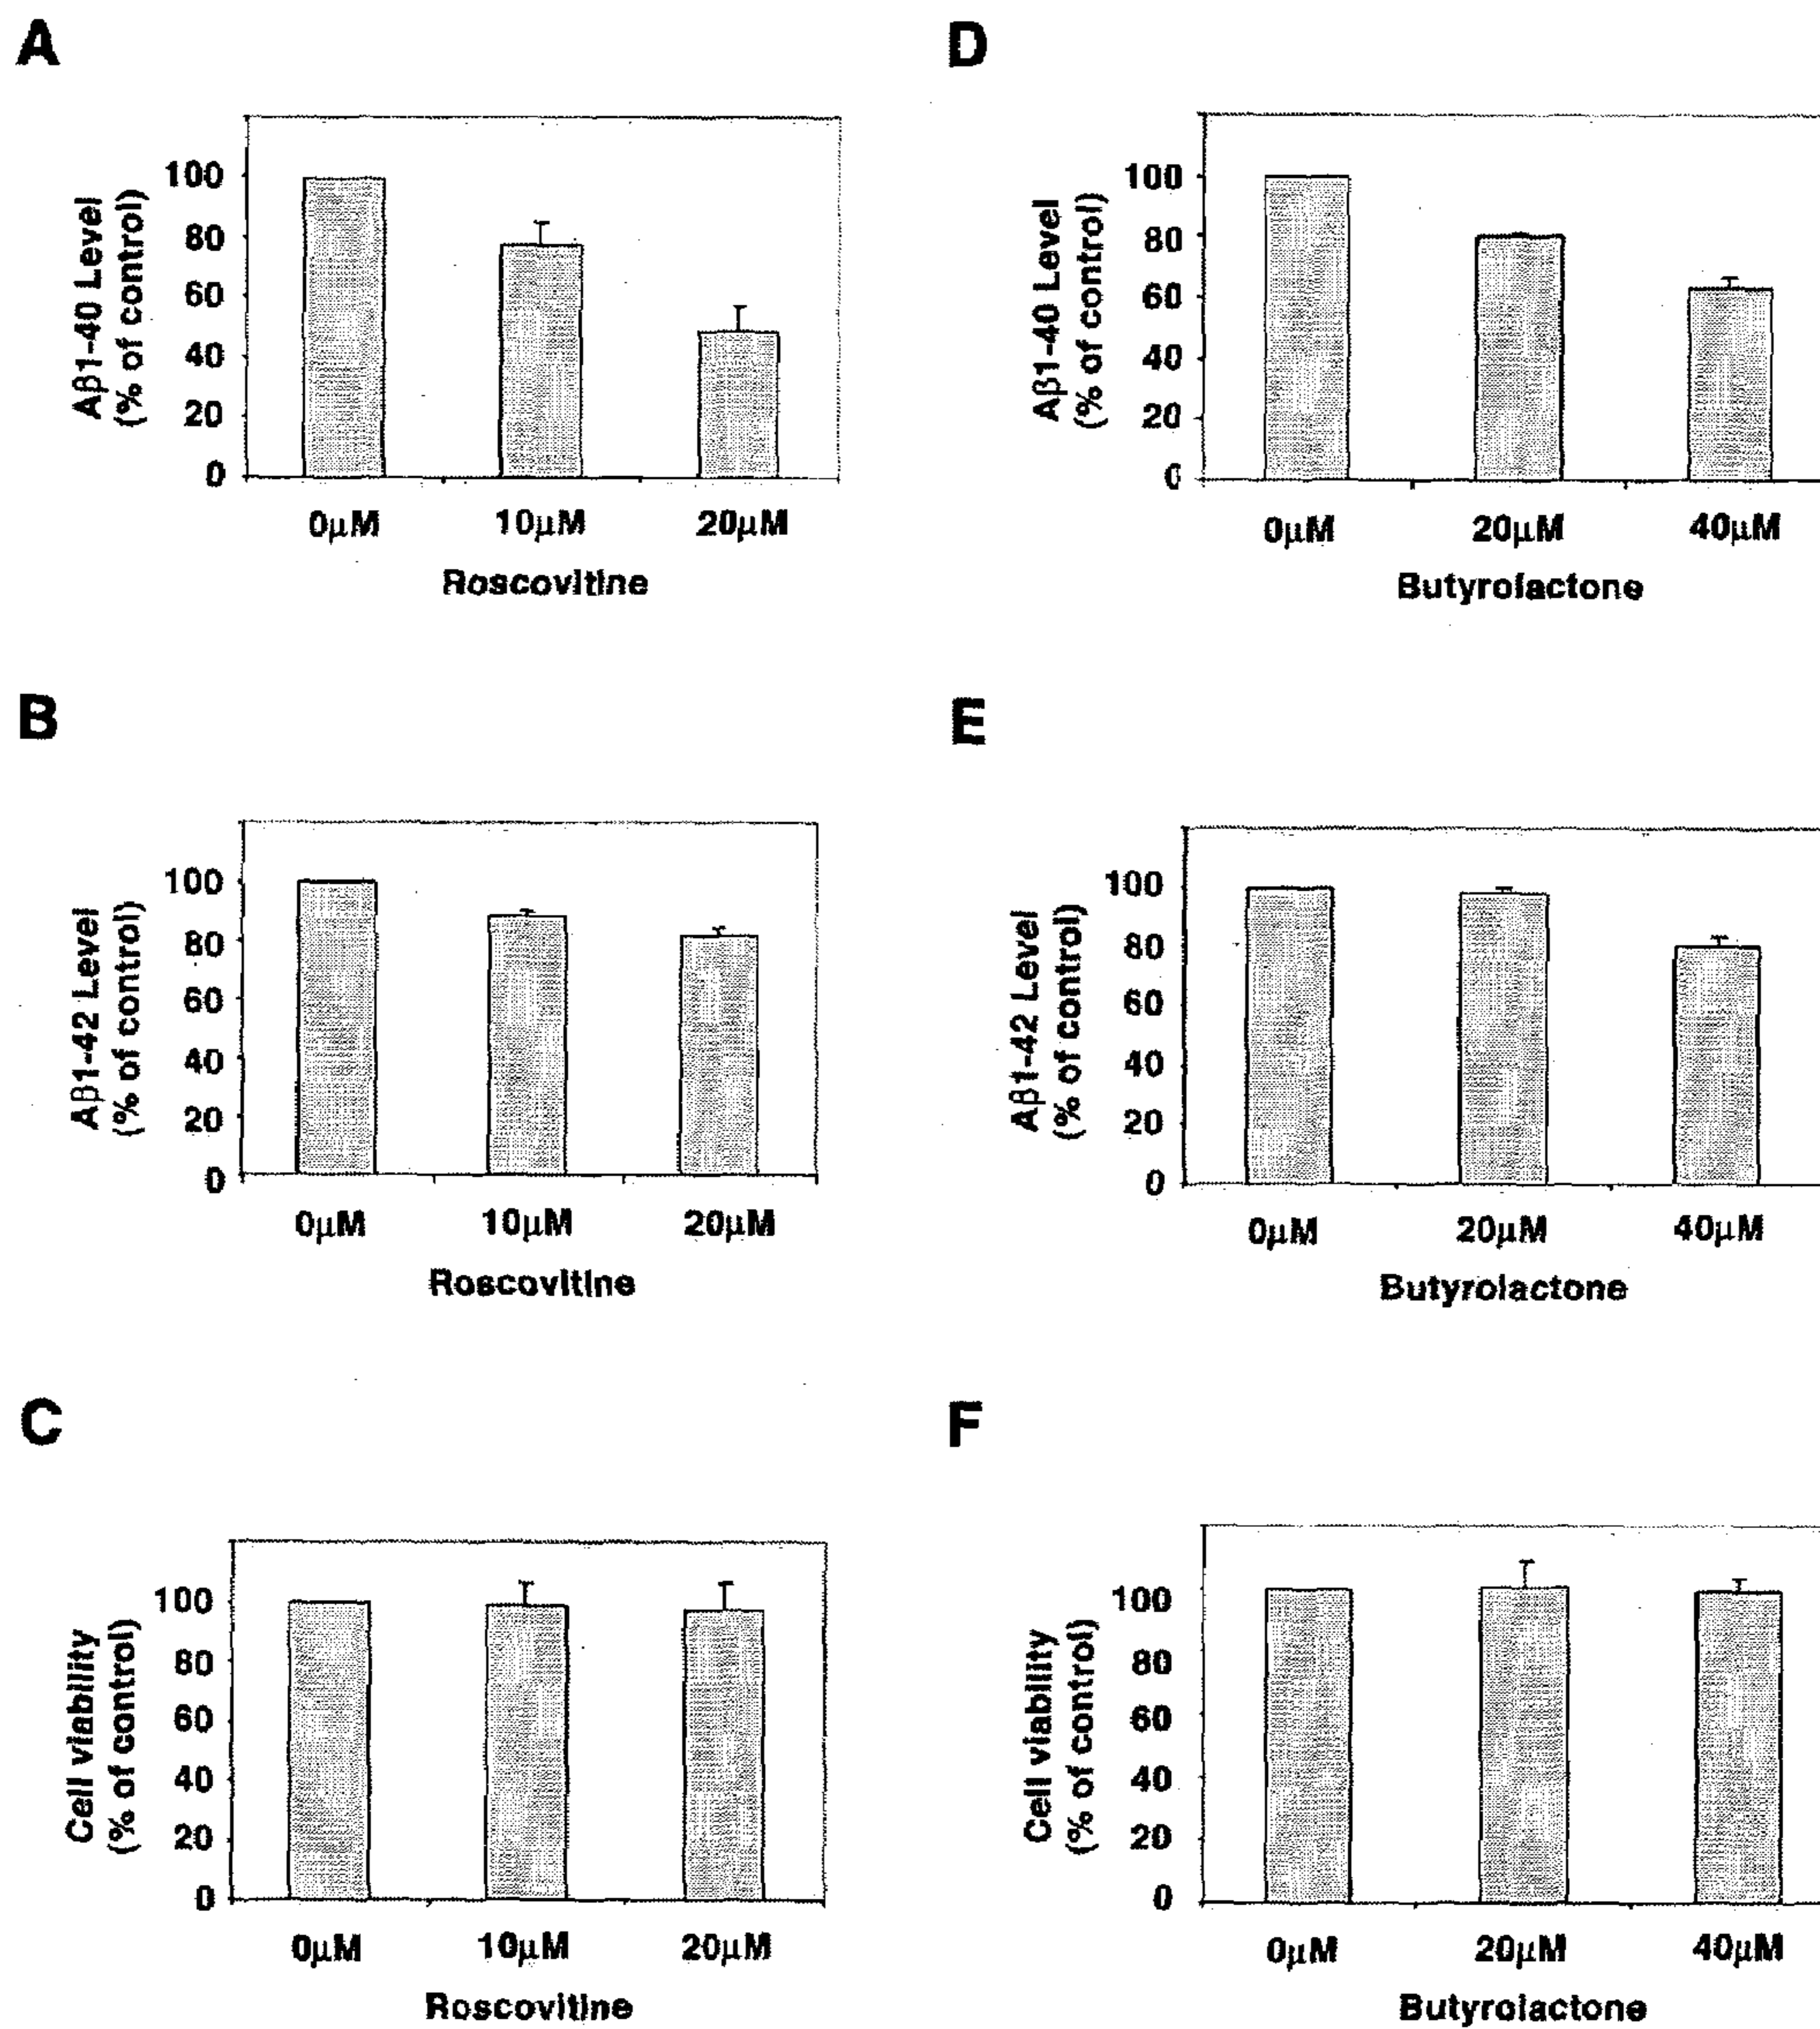 A
Aβ1-40 Level
(% of control)
100
80
60
40
20
0
0μM 10μM 20μM
Roscovitine
B
Aβ1-42 Level
(% of control)
100
80
60
40
20
0
0μM 10μM 20μM
Roscovitine
C
Cell viability
(% of control)
100
80
60
40
20
0
0μM 10μM 20μM
Roscovitine
D
Aβ1-40 Level
(% of control)
100
80
60
40
20
0
0μM 20μM 40μM
Butyrolactone
E
Aβ1-42 Level
(% of control)
100
80
60
40
20
0
0μM 20μM 40μM
Butyrolactone
F
Cell viability
(% of control)
100
80
60
40
20
0
0μM 20μM 40μM
Butyrolactone